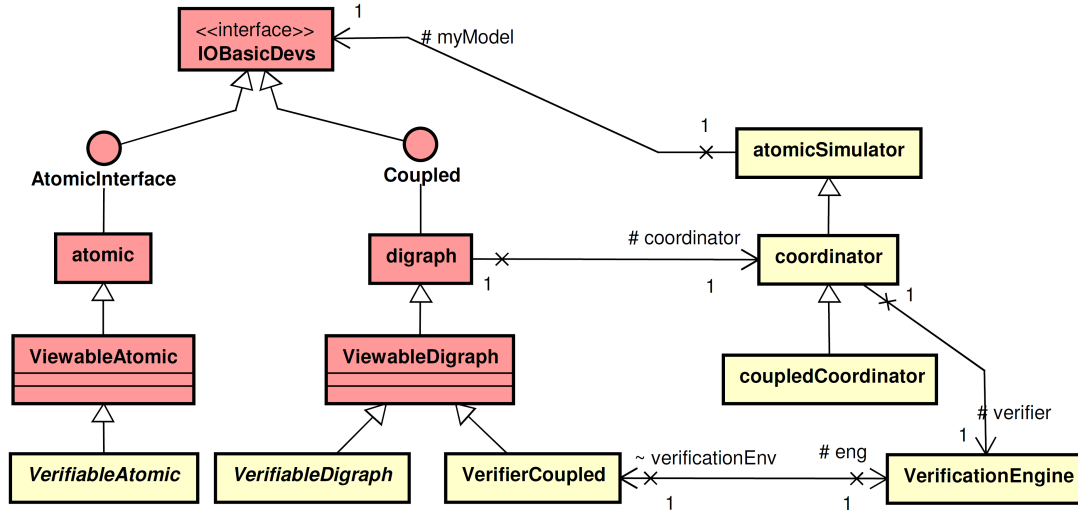 1
<<interface>>
IOBasicDevs
# myModel
1
atomicSimulator
AtomicInterface
Coupled
atomic
digraph
# coordinator
coordinator
1
1
1
ViewableAtomic
ViewableDigraph
coupledCoordinator
# verifier
1
VerifiableAtomic
VerifiableDigraph
VerifierCoupled
~ verificationEnv
# eng
VerificationEngine
1
1